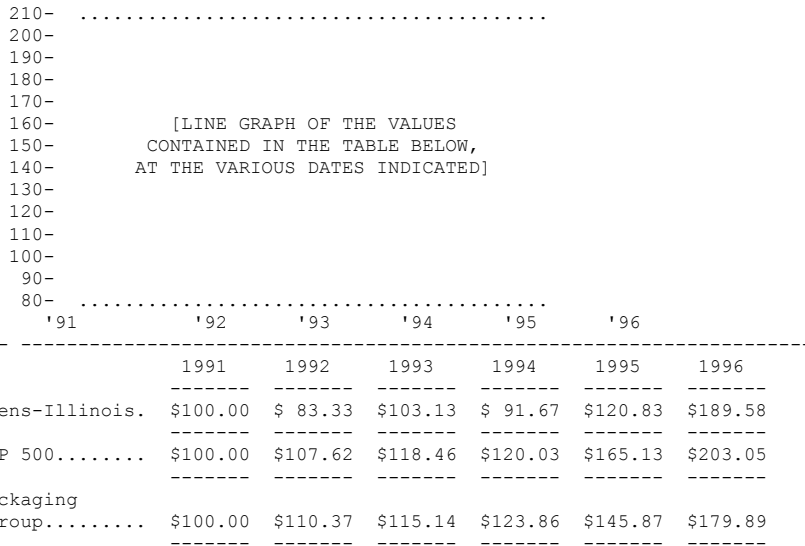 210- .........................................
200-
190-
180-
170-
160- [LINE GRAPH OF THE VALUES
150- CONTAINED IN THE TABLE BELOW,
140- AT THE VARIOUS DATES INDICATED]
130-
120-
110-
100-
90-
80- .........................................
'91 '92 '93 '94 '95 '96
- ---------------------------------------------------------------------
1991 1992 1993 1994 1995 1996
------- ------- ------- ------- ------- -------
ens-Illinois. $100.00 $ 83.33 $103.13 $ 91.67 $120.83 $189.58
------- ------- ------- ------- ------- -------
P 500........ $100.00 $107.62 $118.46 $120.03 $165.13 $203.05
------- ------- ------- ------- ------- -------
ckaging
roup......... $100.00 $110.37 $115.14 $123.86 $145.87 $179.89
------- ------- ------- ------- ------- -------